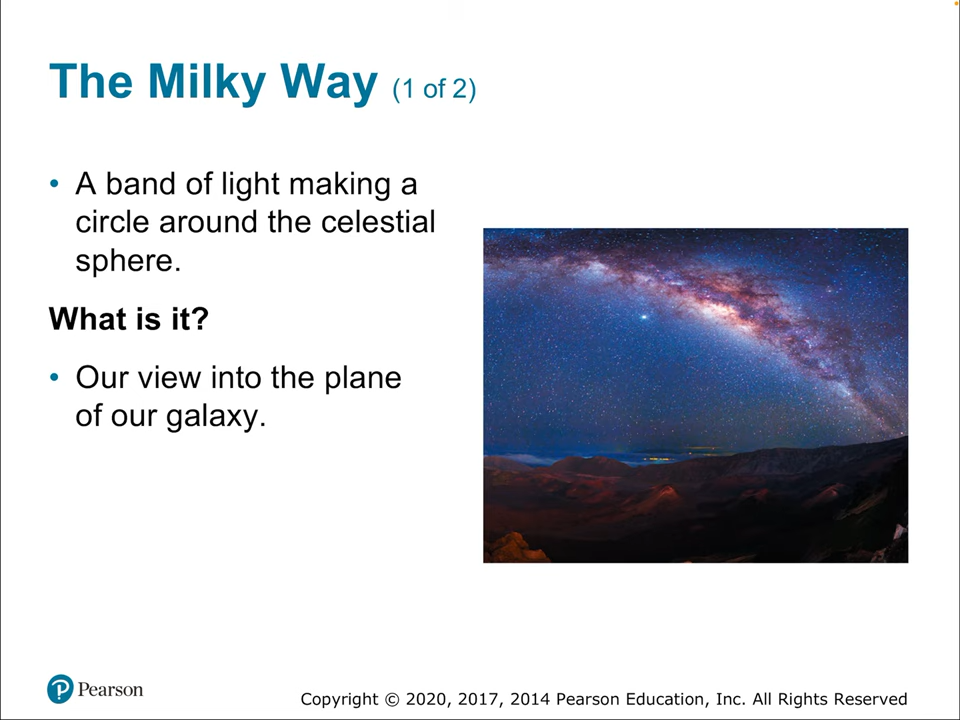 The Milky Way (1 of 2)
• A band of light making a
circle around the celestial
sphere.
What is it?
• Our view into the plane
of our galaxy.
Pearson
Copyright © 2020, 2017, 2014 Pearson Education, Inc. All Rights Reserved